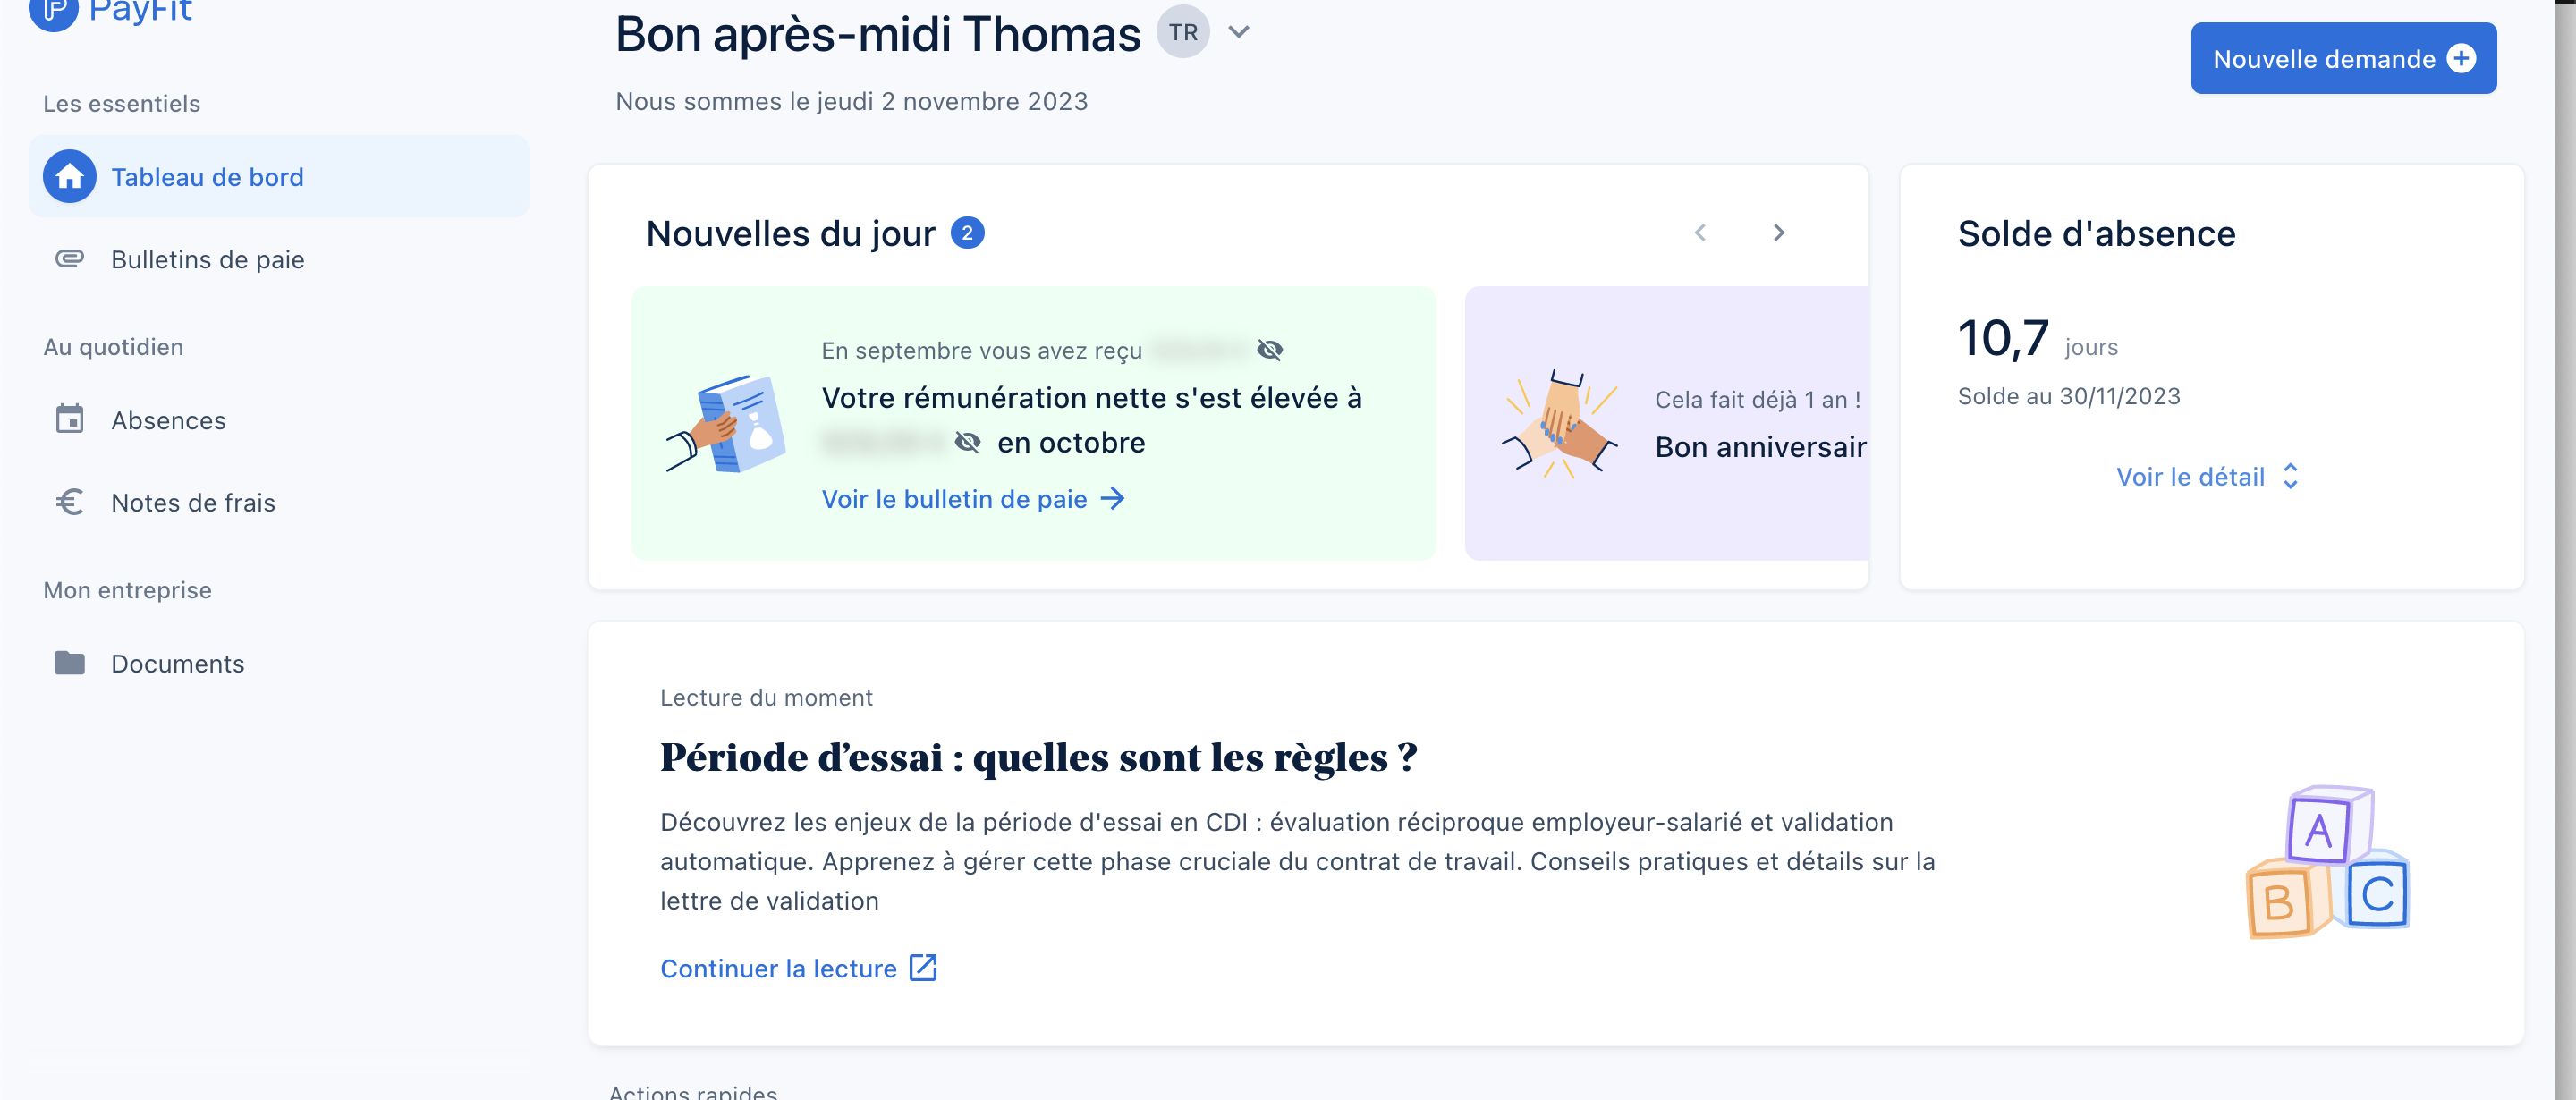 PayFit
Les essentiels
Tableau de bord
Bulletins de paie
Au quotidien
Absences
Notes de frais
Mon entreprise
Documents
Bon après-midi Thomas TR
Nous sommes le jeudi 2 novembre 2023
Nouvelle demande
Nouvelles du jour 2
En septembre vous avez reçu
Votre rémunération nette s'est élevée à
en octobre
Voir le bulletin de paie
Cela fait déjà 1 an !
Bon anniversair
Solde d'absence
10,7 jours
Solde au 30/11/2023
Voir le détail
Lecture du moment
Période d’essai : quelles sont les règles ?
Découvrez les enjeux de la période d'essai en CDI : évaluation réciproque employeur-salarié et validation
automatique. Apprenez à gérer cette phase cruciale du contrat de travail. Conseils pratiques et détails sur la
lettre de validation
Continuer la lecture
A
B C
Actions rapides